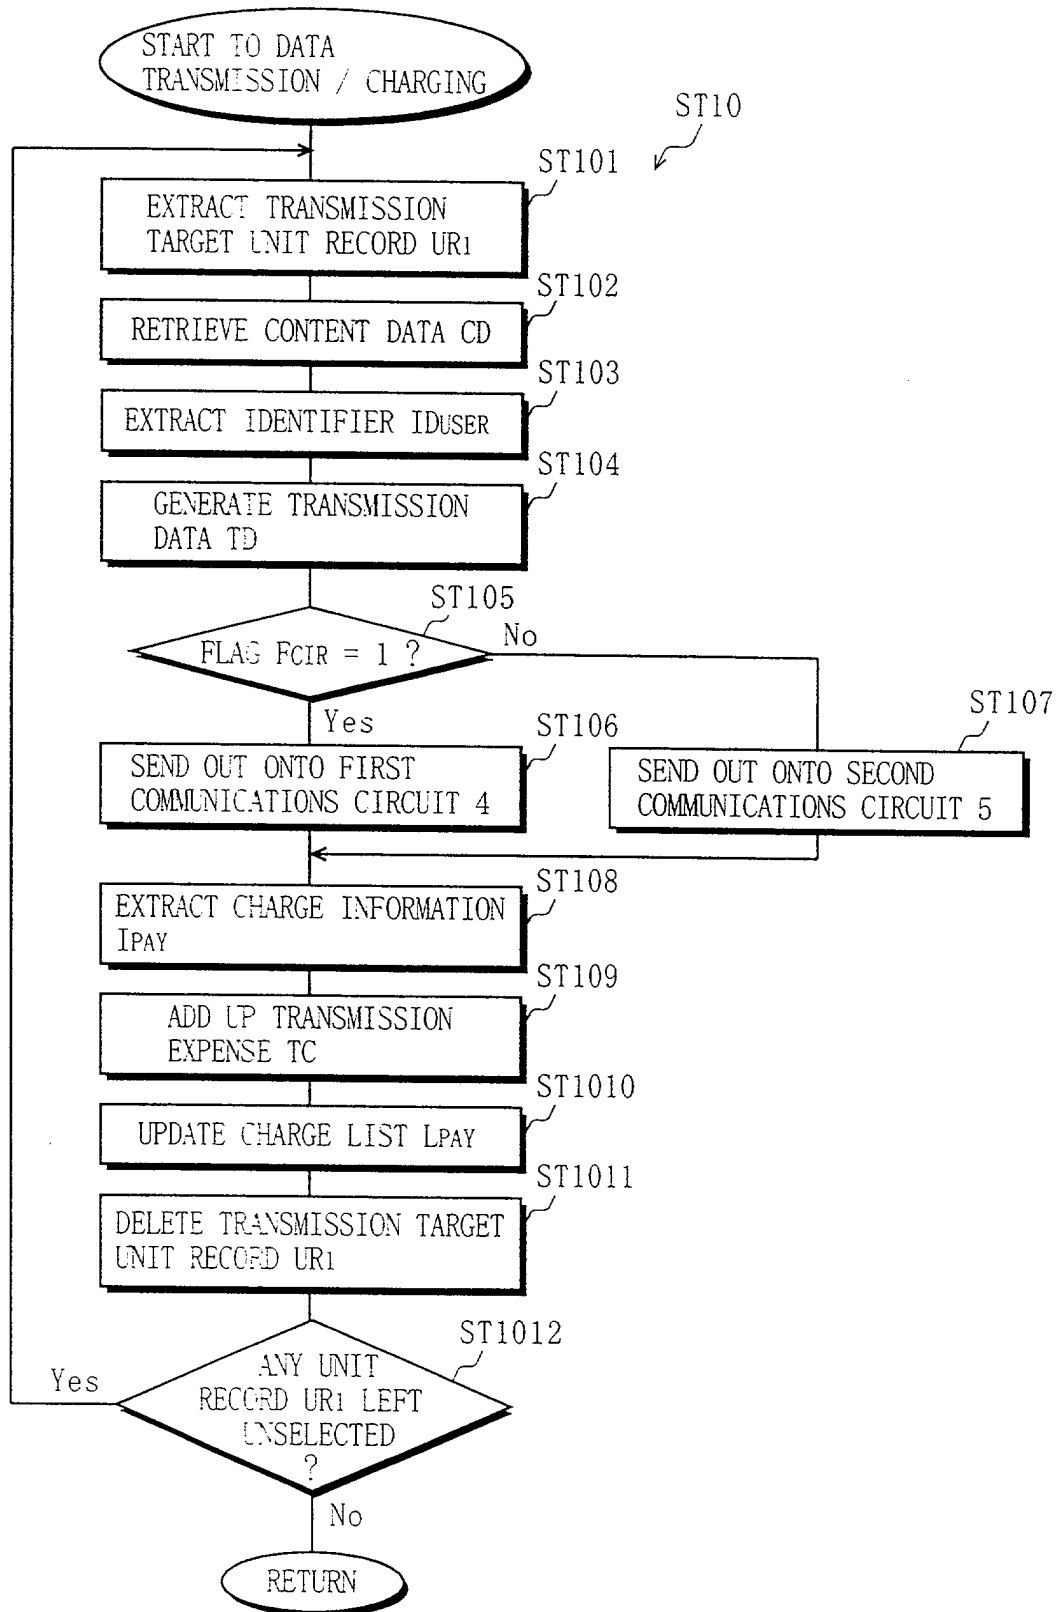 START TO DATA
TRANSMISSION / CHARGING
ST10
ST101
EXTRACT TRANSMISSION
TARGET UNIT RECORD UR1
ST102
RETRIEVE CONTENT DATA CD
ST103
EXTRACT IDENTIFIER IDUSER
ST104
GENERATE TRANSMISSION
DATA TD
ST105
FLAG FCIR = 1 ?
No
Yes
ST106
SEND OUT ONTO FIRST
COMMUNICATIONS CIRCUIT 4
ST107
SEND OUT ONTO SECOND
COMMUNICATIONS CIRCUIT 5
ST108
EXTRACT CHARGE INFORMATION
IPAY
ST109
ADD UP TRANSMISSION
EXPENSE TC
ST1010
UPDATE CHARGE LIST LPAY
ST1011
DELETE TRANSMISSION TARGET
UNIT RECORD UR1
ST1012
ANY UNIT
RECORD UR1 LEFT
UNSELECTED
?
Yes
No
RETURN